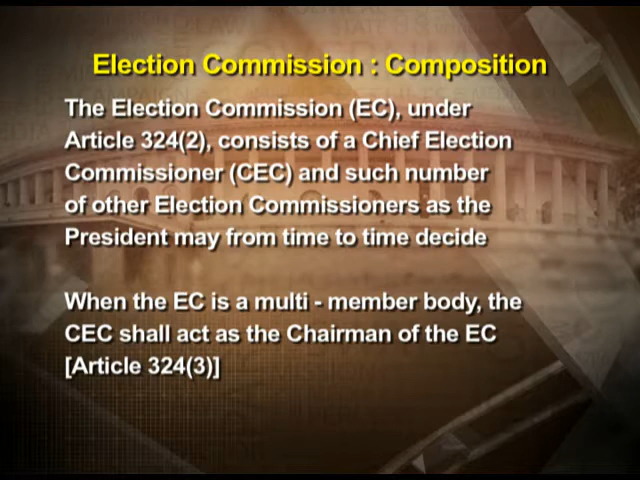 Election Commission : Composition
The Election Commission (EC), under
Article 324(2), consists of a Chief Election
Commissioner (CEC) and such number
of other Election Commissioners as the
President may from time to time decide
When the EC is a multi - member body, the
CEC shall act as the Chairman of the EC
[Article 324(3)]